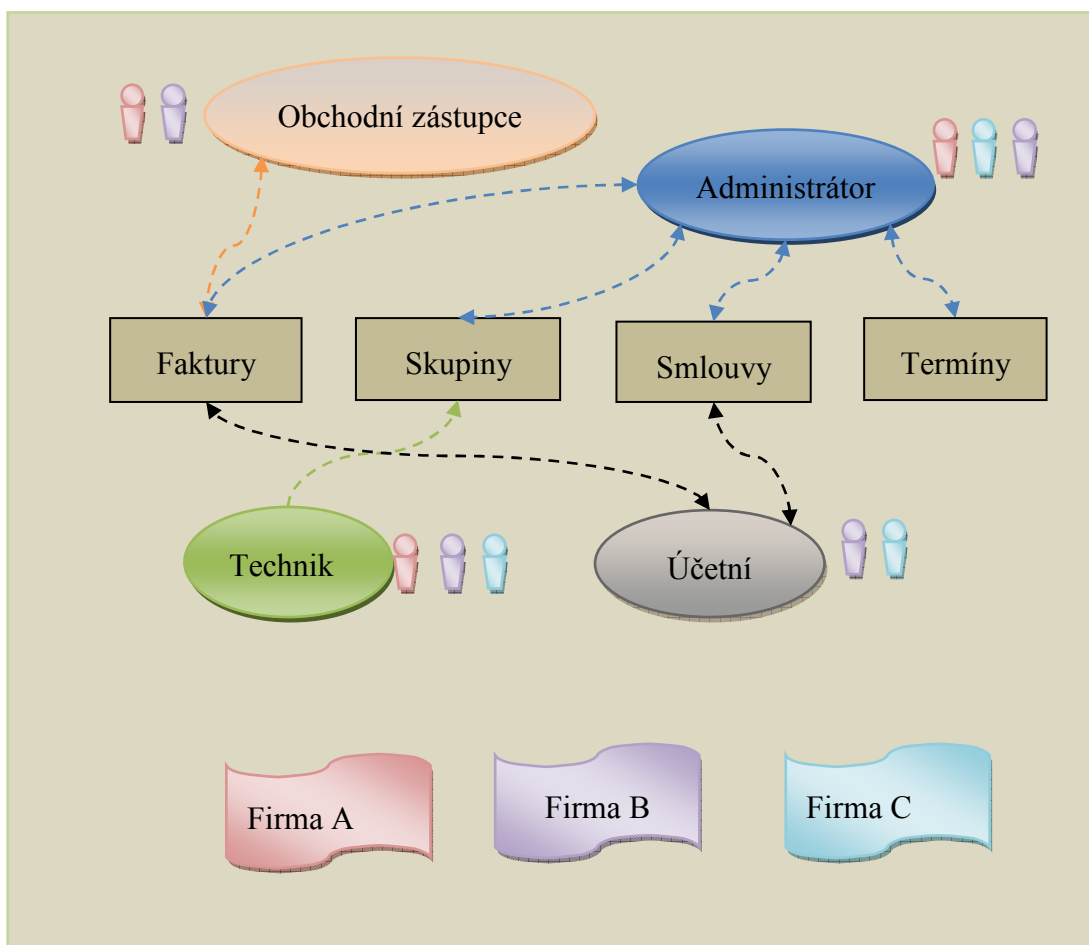 Obchodní zástupce
Administrátor
Faktury
Skupiny
Smlouvy
Termíny
Technik
Účetní
Firma A
Firma B
Firma C